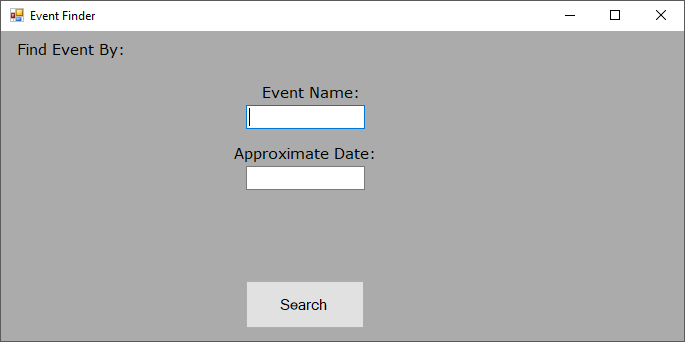 Event Finder
Find Event By:
Event Name:
Approximate Date:
Search